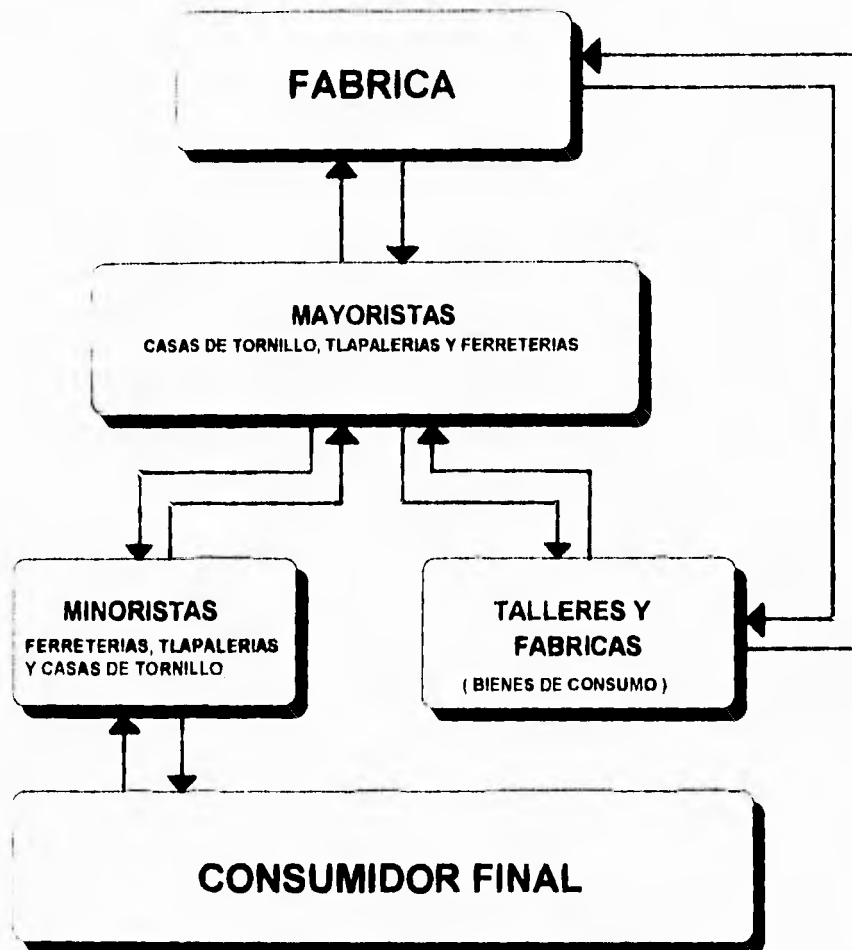 FABRICA
MAYORISTAS
CASAS DE TORNILLO, TLAPALERIAS Y FERRETERIAS
MINORISTAS
FERRETERIAS, TLAPALERIAS
Y CASAS DE TORNILLO
TALLERES Y
FABRICAS
( BIENES DE CONSUMO )
CONSUMIDOR FINAL